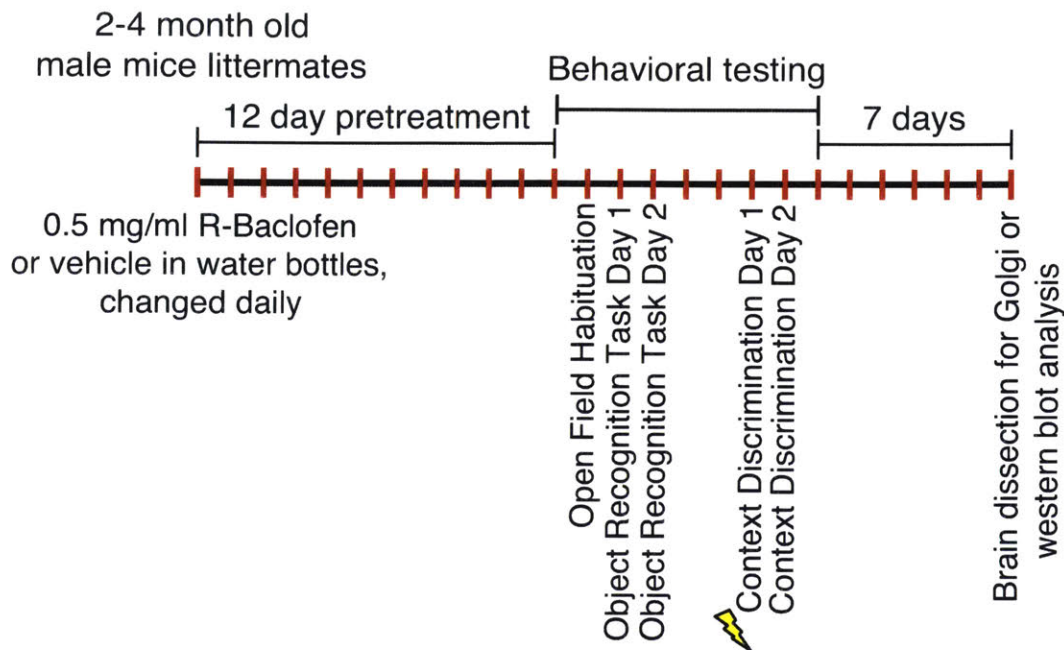 2-4 month old
male mice littermates
Behavioral testing
12 day pretreatment
7 days
0.5 mg/ml R-Baclofen
or vehicle in water bottles,
changed daily
Open Field Habituation
Object Recognition Task Day 1
Object Recognition Task Day 2
Context Discrimination Day 1
Context Discrimination Day 2
Brain dissection for Golgi or
western blot analysis